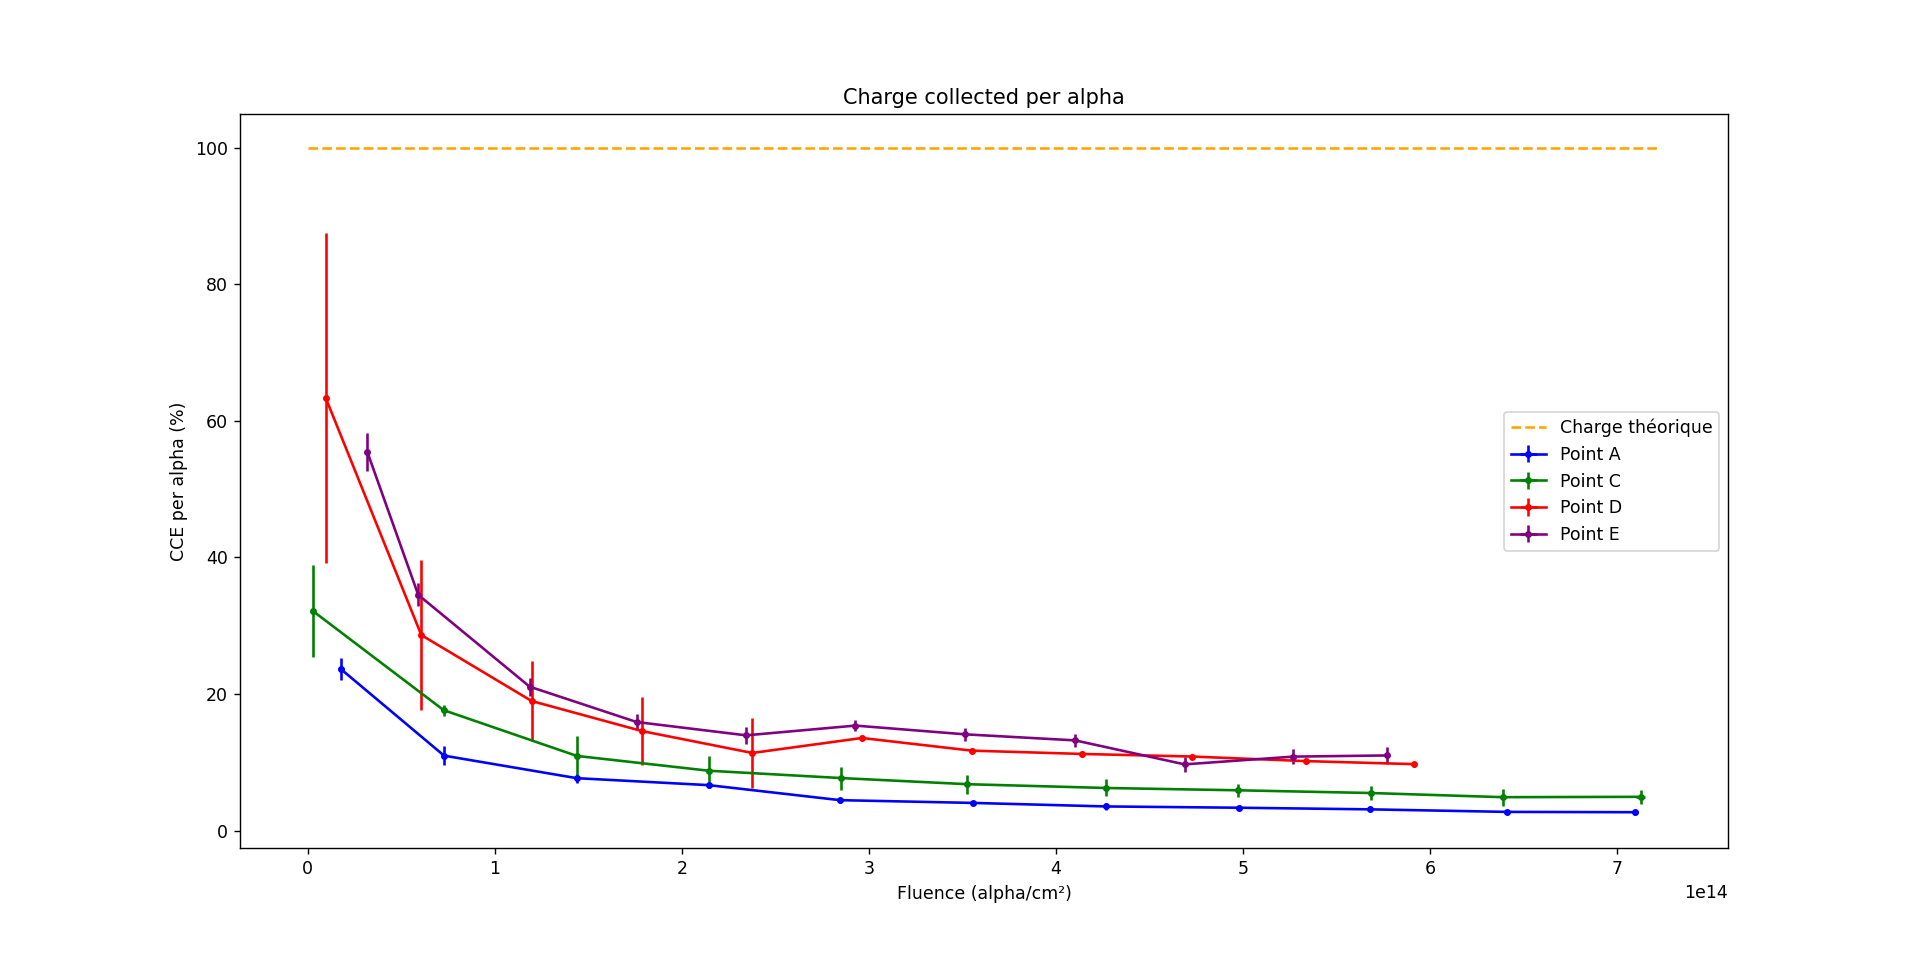 Charge collected per alpha
CCE per alpha (%)
100
80
60
40
20
0
0 1 2 3 4 5 6 7
1e14
Fluence (alpha/cm²)
Charge théorique
Point A
Point C
Point D
Point E